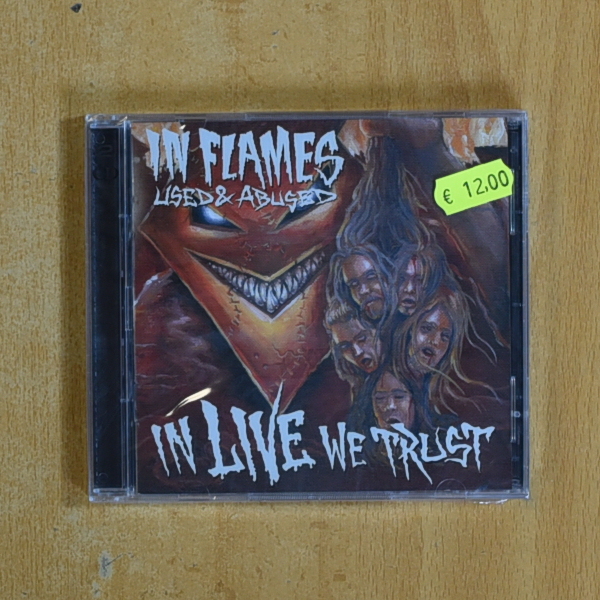 IN FLAMES
USED & ABUSED
€ 12.00
IN LIVE WE TRUST